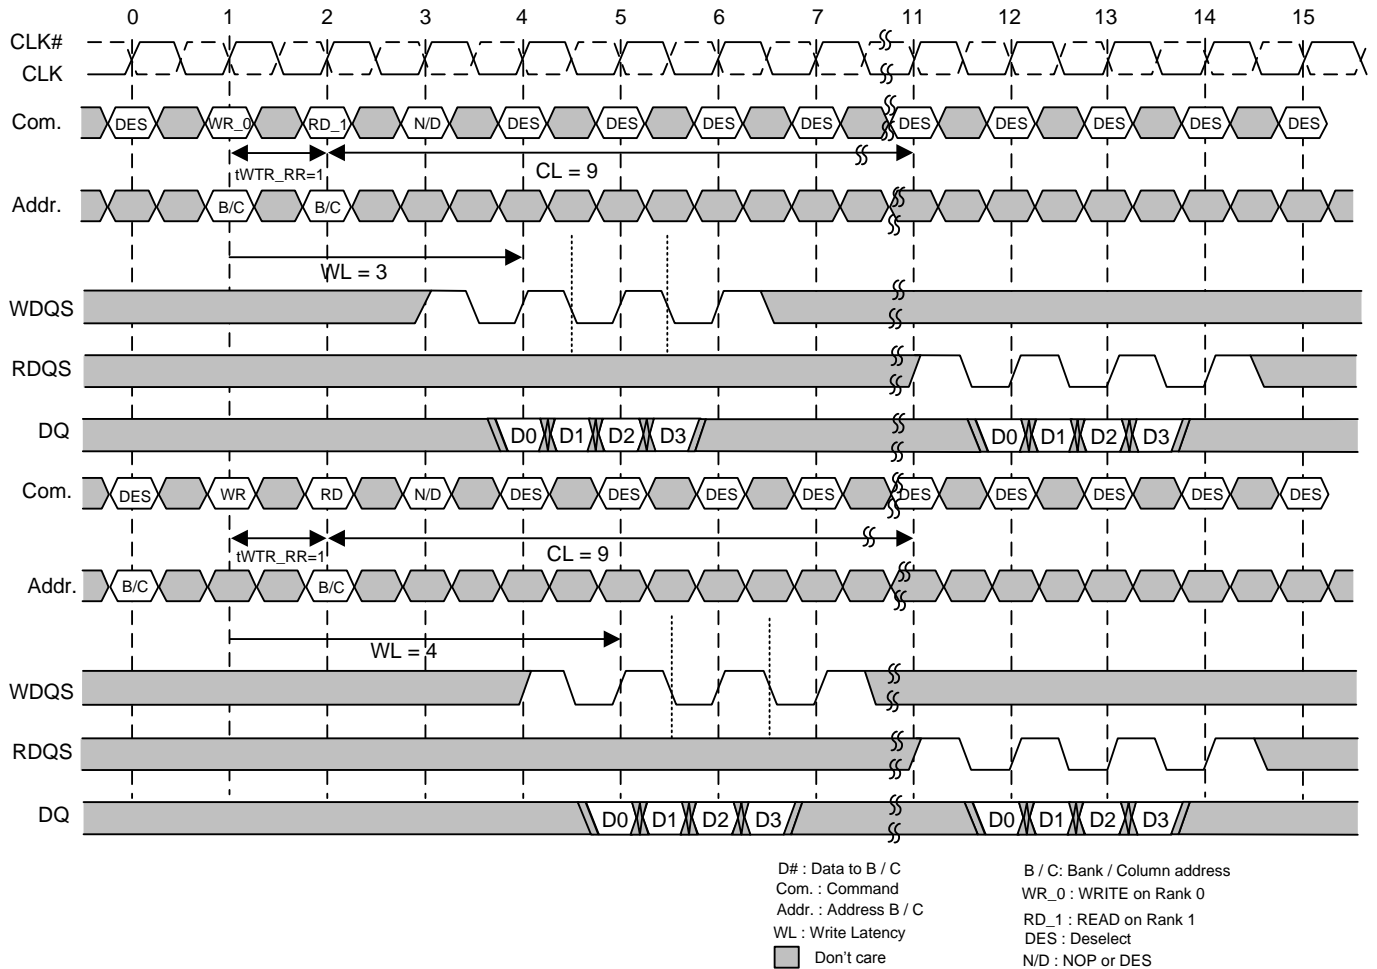 0 1 2 3 4 5 6 7 11 12 13 14 15
CLK#
CLK
Com. DES WR_0 RD_1 N/D DES DES DES DES DES DES DES DES DES
tWTR_RR=1 CL = 9
Addr. B/C B/C
WL = 3
WDQS
RDQS
DQ D0 D1 D2 D3 D0 D1 D2 D3
Com. DES WR RD N/D DES DES DES DES DES DES DES DES DES
tWTR_RR=1 CL = 9
Addr. B/C B/C
WL = 4
WDQS
RDQS
DQ D0 D1 D2 D3 D0 D1 D2 D3
D# : Data to B / C
Com. : Command
Addr. : Address B / C
WL : Write Latency
Don't care
B / C: Bank / Column address
WR_0 : WRITE on Rank 0
RD_1 : READ on Rank 1
DES : Deselect
N/D : NOP or DES